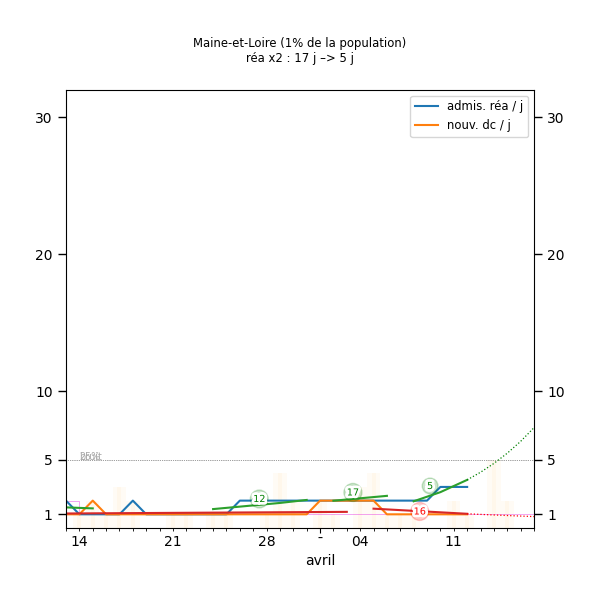 Maine-et-Loire (1% de la population)
réa x2 : 17 j –> 5 j
admis. réa / j
nouv. dc / j
30 30
20 20
10 10
5 5
1 1
12
17
5
16
14 21 28 - 04 11
avril